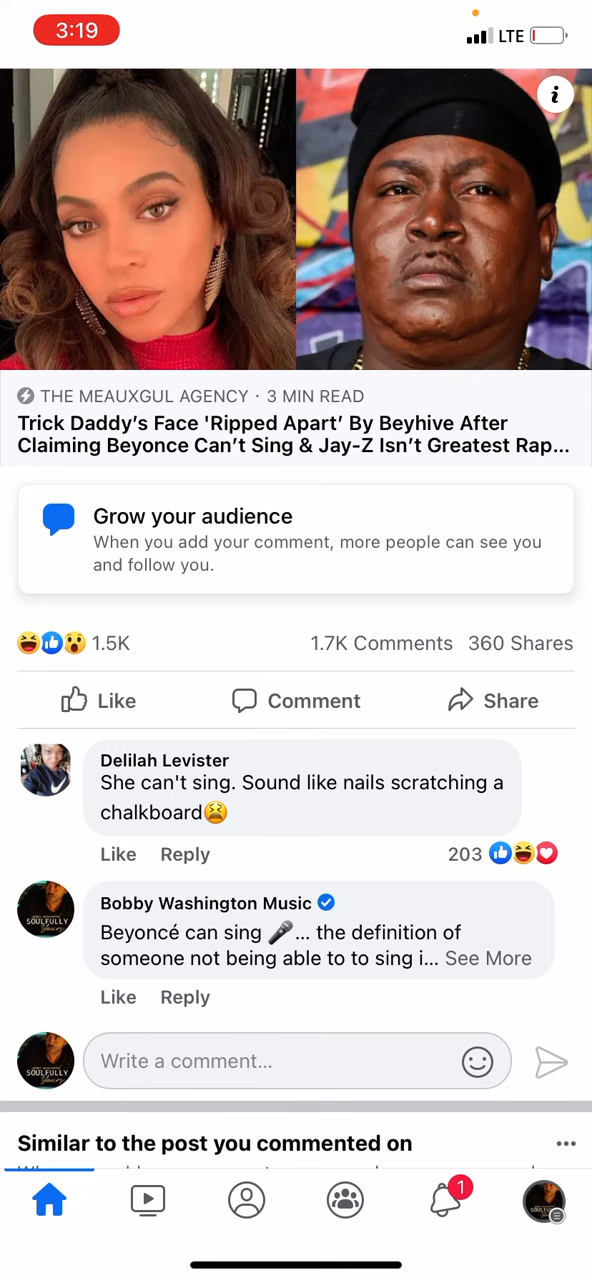 3:19
LTE
THE MEAUXGUL AGENCY · 3 MIN READ
Trick Daddy’s Face 'Ripped Apart’ By Beyhive After
Claiming Beyonce Can’t Sing & Jay-Z Isn’t Greatest Rap...
Grow your audience
When you add your comment, more people can see you
and follow you.
1.5K
1.7K Comments 360 Shares
Like
Comment
Share
Delilah Levister
She can't sing. Sound like nails scratching a
chalkboard😫
Like Reply
203
SOULFULLY
Yours
Bobby Washington Music
Beyoncé can sing 🎤... the definition of
someone not being able to to sing i... See More
Like Reply
SOULFULLY
Yours
Write a comment...
Similar to the post you commented on
1